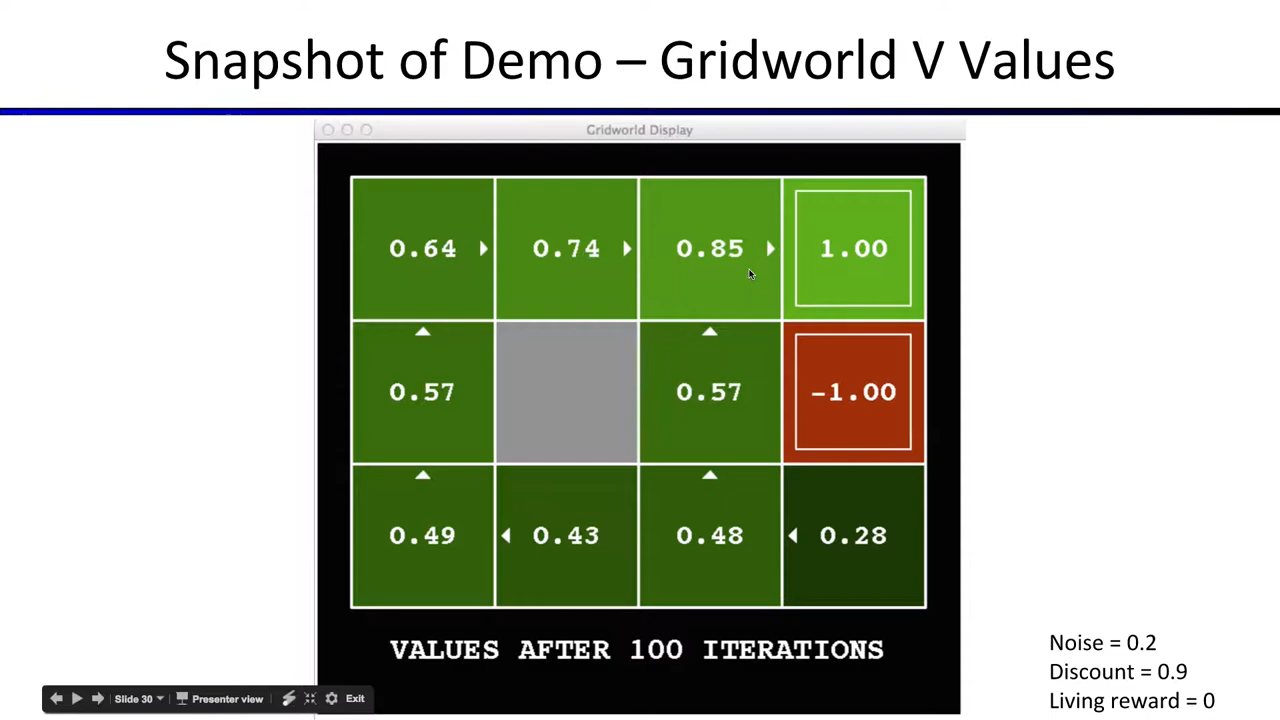 Snapshot of Demo – Gridworld V Values
Gridworld Display
0.64 0.74 0.85 1.00
0.57 0.57 -1.00
0.49 0.43 0.48 0.28
VALUES AFTER 100 ITERATIONS
Noise = 0.2
Discount = 0.9
Living reward = 0
Slide 30 Presenter view Exit